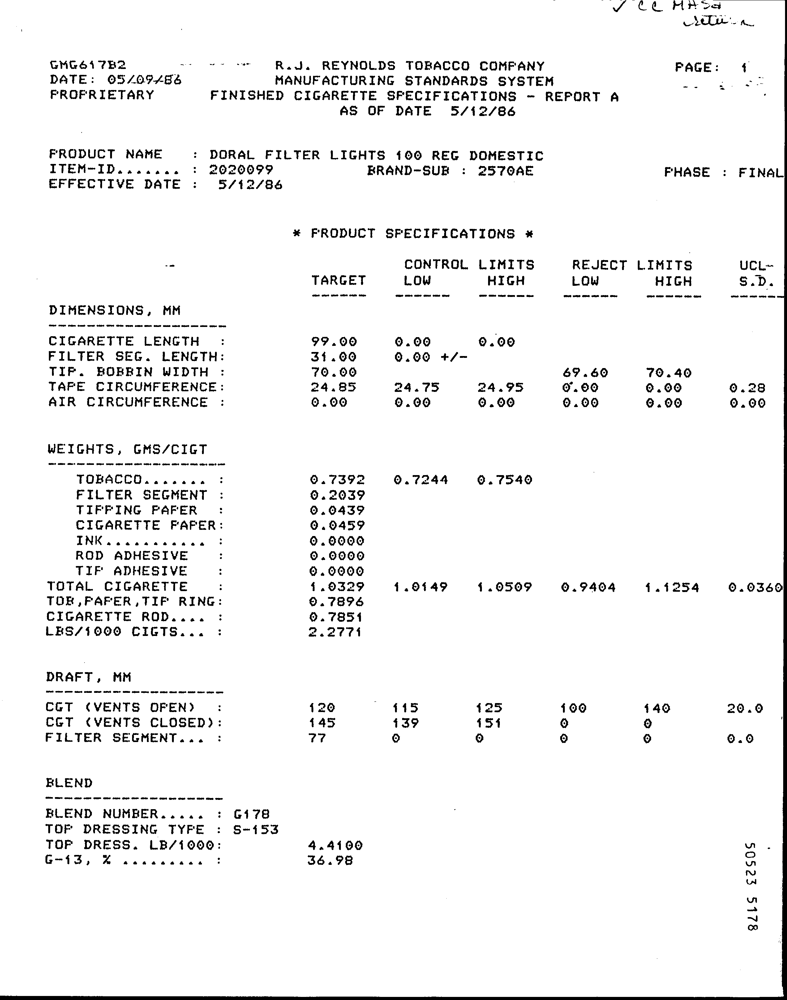 ✓ CC MASd
return
GMG617B2 R.J. REYNOLDS TOBACCO COMPANY PAGE: 1
DATE: 05/09/86 MANUFACTURING STANDARDS SYSTEM
PROPRIETARY FINISHED CIGARETTE SPECIFICATIONS - REPORT A
AS OF DATE 5/12/86
PRODUCT NAME : DORAL FILTER LIGHTS 100 REG DOMESTIC
ITEM-ID....... : 2020099 BRAND-SUB : 2570AE PHASE : FINAL
EFFECTIVE DATE : 5/12/86
* PRODUCT SPECIFICATIONS *
CONTROL LIMITS REJECT LIMITS UCL-
TARGET LOW HIGH LOW HIGH S.D.
------ ------ ------ ------ ------ ------
DIMENSIONS, MM
-------------------
CIGARETTE LENGTH : 99.00 0.00 0.00
FILTER SEG. LENGTH: 31.00 0.00 +/-
TIP. BOBBIN WIDTH : 70.00 69.60 70.40
TAPE CIRCUMFERENCE: 24.85 24.75 24.95 0.00 0.00 0.28
AIR CIRCUMFERENCE : 0.00 0.00 0.00 0.00 0.00 0.00
WEIGHTS, GMS/CIGT
-------------------
TOBACCO....... : 0.7392 0.7244 0.7540
FILTER SEGMENT : 0.2039
TIPPING PAPER : 0.0439
CIGARETTE PAPER: 0.0459
INK........... : 0.0000
ROD ADHESIVE : 0.0000
TIP ADHESIVE : 0.0000
TOTAL CIGARETTE : 1.0329 1.0149 1.0509 0.9404 1.1254 0.0360
TOB,PAPER,TIP RING: 0.7896
CIGARETTE ROD.... : 0.7851
LBS/1000 CIGTS... : 2.2771
DRAFT, MM
-------------------
CGT (VENTS OPEN) : 120 115 125 100 140 20.0
CGT (VENTS CLOSED): 145 139 151 0 0
FILTER SEGMENT... : 77 0 0 0 0 0.0
BLEND
-------------------
BLEND NUMBER..... : G178
TOP DRESSING TYPE : S-153
TOP DRESS. LB/1000: 4.4100
G-13, % ......... : 36.98
50523 5178